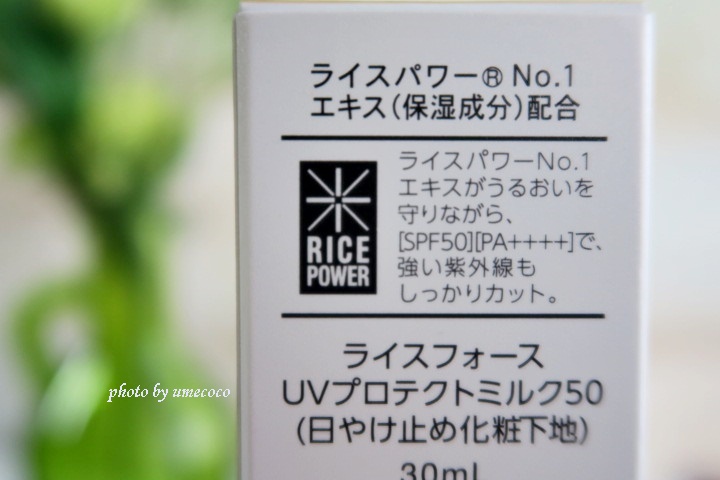 ライスパワー® No.1
エキス(保湿成分)配合
RICE
POWER
ライスパワーNo.1
エキスがうるおいを
守りながら、
[SPF50][PA++++]で、
強い紫外線も
しっかりカット。
ライスフォース
UVプロテクトミルク50
(日やけ止め化粧下地)
30mL
photo by umecoco